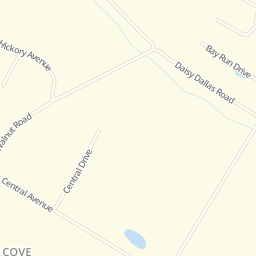 Hickory Avenue
Bay Run Drive
Daisy Dallas Road
Walnut Road
Central Drive
Central Avenue
COVE